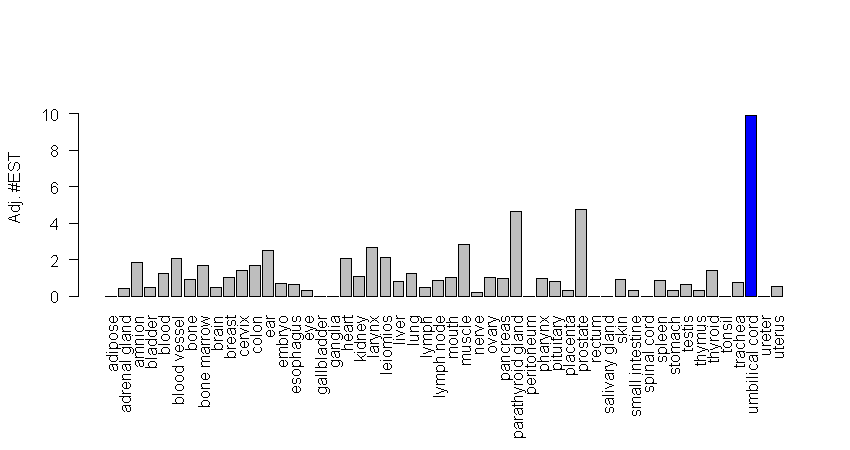 Adj. #EST
10
8
6
4
2
0
adipose
adrenal gland
amnion
bladder
blood
blood vessel
bone
bone marrow
brain
breast
cervix
colon
ear
embryo
esophagus
eye
gallbladder
ganglia
heart
kidney
larynx
leiomios
liver
lung
lymph
lymph node
mouth
muscle
nerve
ovary
pancreas
parathyroid gland
peritoneum
pharynx
pituitary
placenta
prostate
rectum
salivary gland
skin
small intestine
spinal cord
spleen
stomach
testis
thymus
thyroid
tonsil
trachea
umbilical cord
ureter
uterus